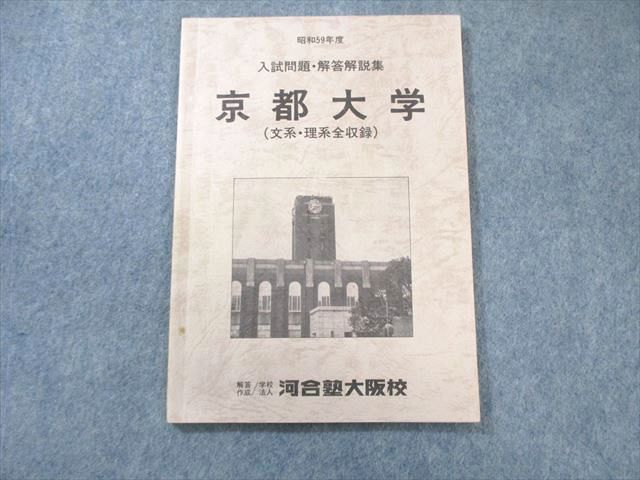 昭和59年度
入試問題・解答解説集
京都大学
(文系・理系全収録)
解答作成/学校法人 河合塾大阪校